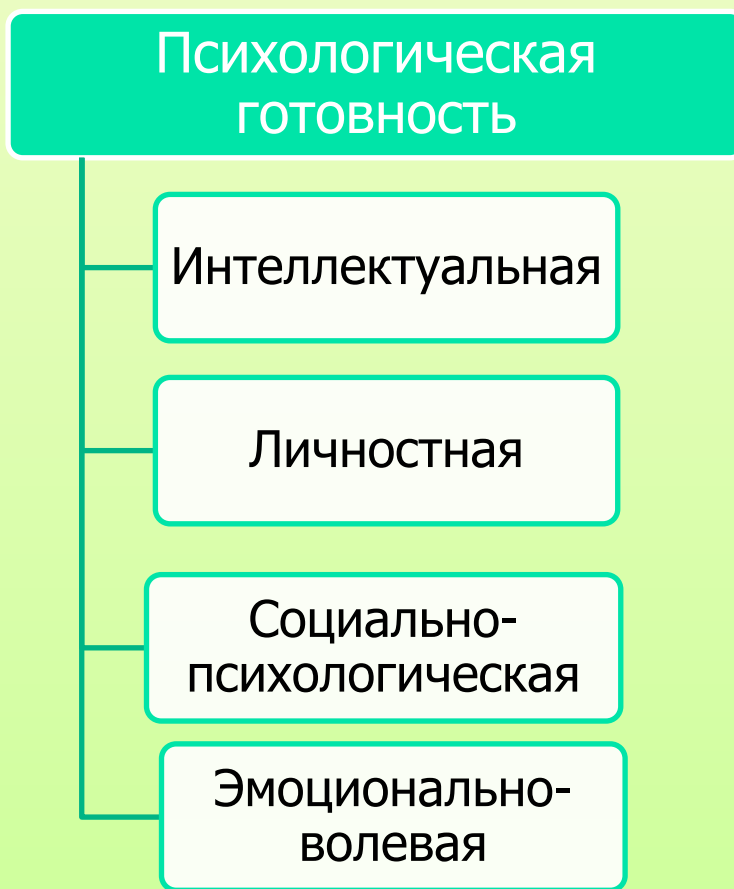 Психологическая
готовность
Интеллектуальная
Личностная
Социально-
психологическая
Эмоционально-
волевая